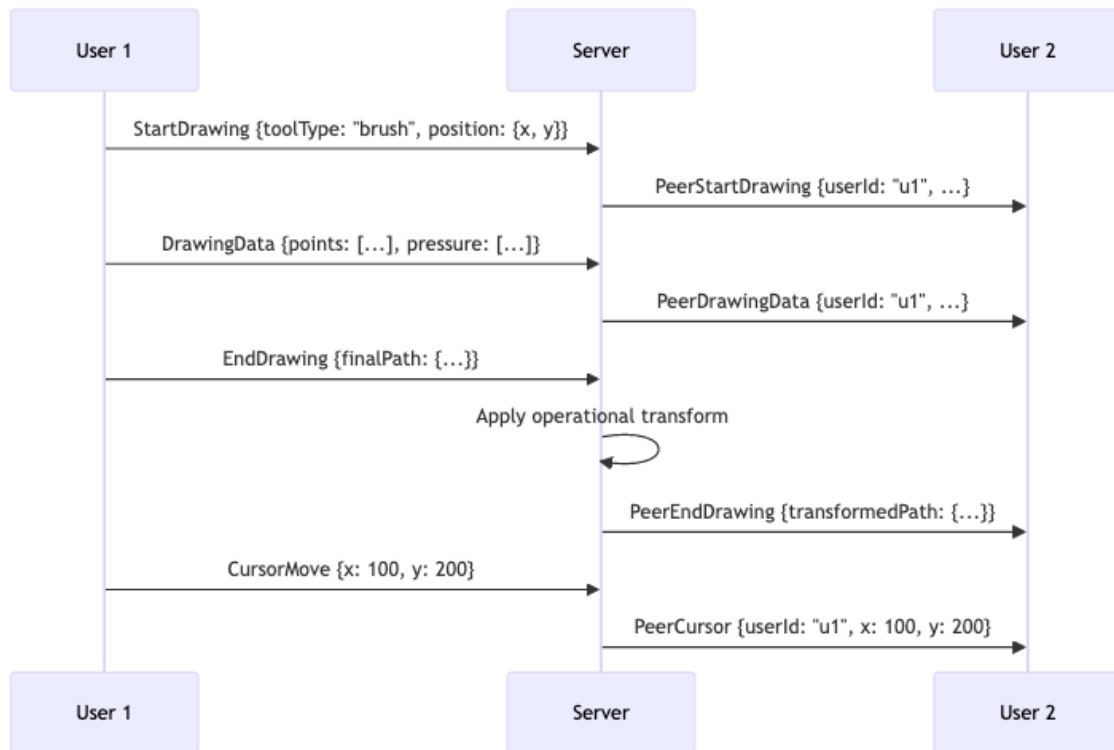 User 1
Server
User 2
StartDrawing {toolType: "brush", position: {x, y}}
PeerStartDrawing {userId: "u1", ...}
DrawingData {points: [...], pressure: [...]}
PeerDrawingData {userId: "u1", ...}
EndDrawing {finalPath: {...}}
Apply operational transform
PeerEndDrawing {transformedPath: {...}}
CursorMove {x: 100, y: 200}
PeerCursor {userId: "u1", x: 100, y: 200}
User 1
Server
User 2